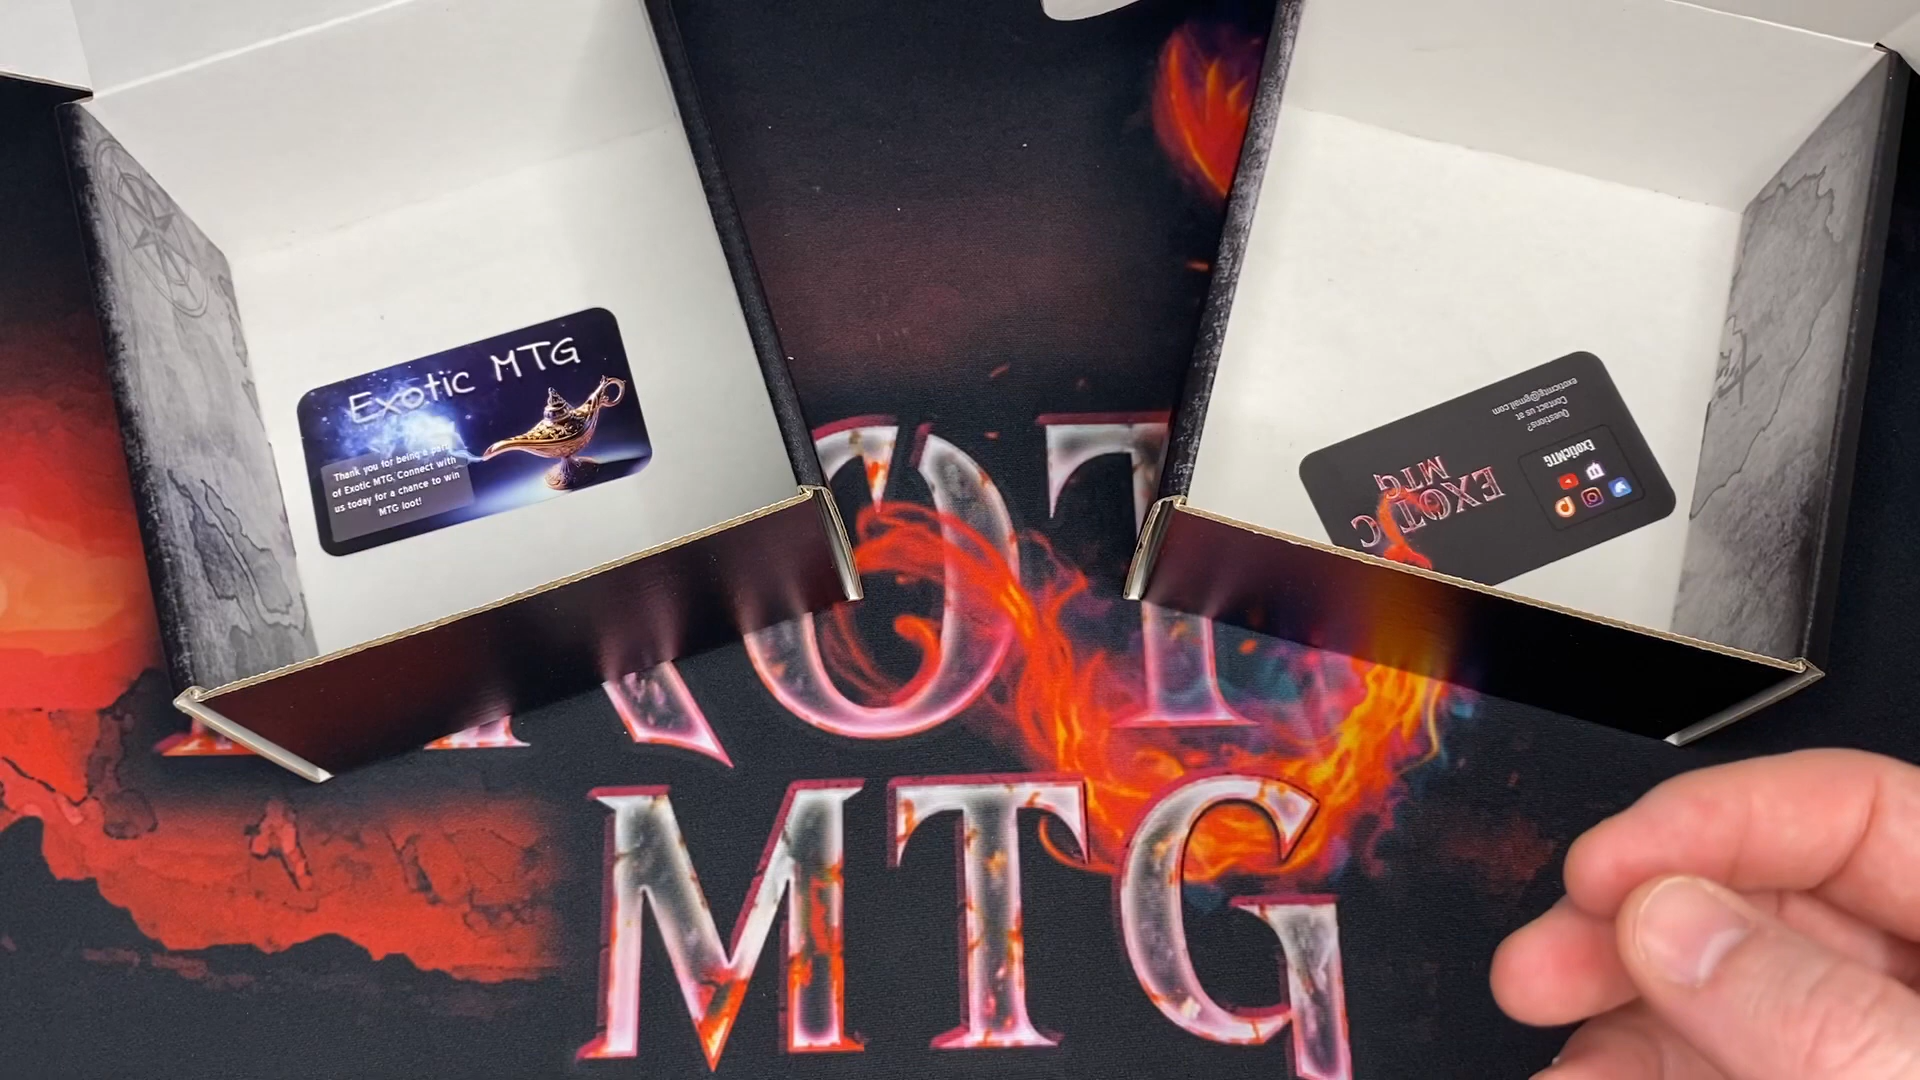 Exotic MTG
Thank you for being a part
of Exotic MTG. Connect with
us today for a chance to win
MTG loot!
Questions?
Contact us at
exoticmtg@gmail.com
ExoticMTG
EXOTIC
MTG
OT
MTG